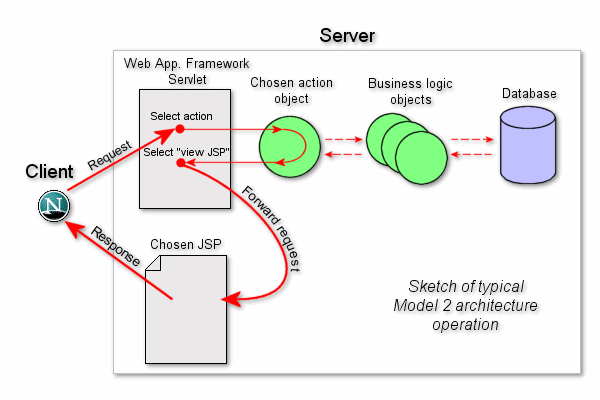 Server
Web App. Framework
Servlet
Chosen action
object
Business logic
objects
Database
Select action
Select "view JSP"
Client
N
Request
Forward request
Response
Chosen JSP
Sketch of typical
Model 2 architecture
operation